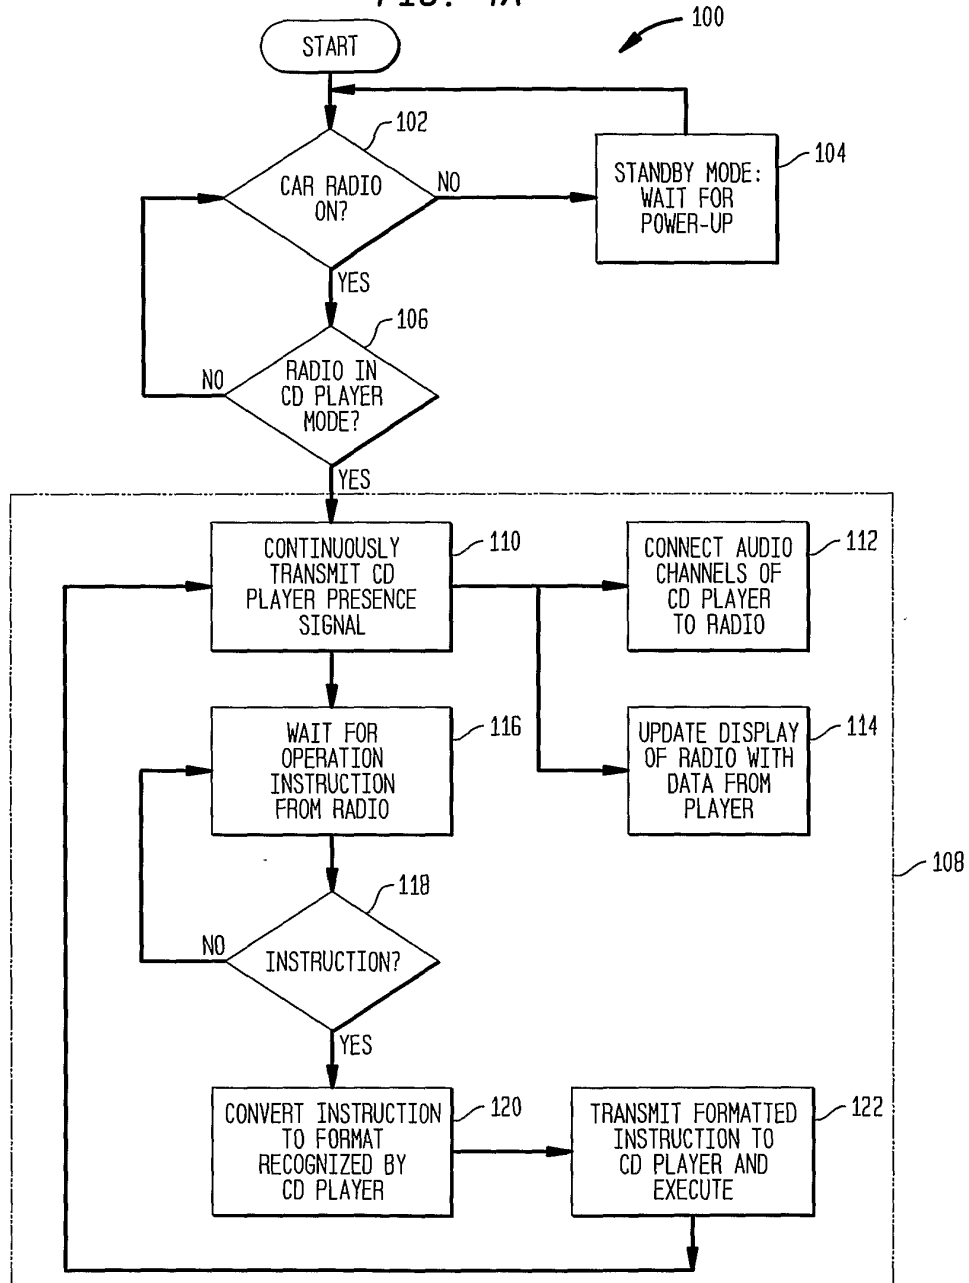 100
START
102
CAR RADIO
ON?
NO
STANDBY MODE:
WAIT FOR
POWER-UP
104
YES
106
RADIO IN
CD PLAYER
MODE?
NO
YES
CONTINUOUSLY
TRANSMIT CD
PLAYER PRESENCE
SIGNAL
110
CONNECT AUDIO
CHANNELS OF
CD PLAYER
TO RADIO
112
WAIT FOR
OPERATION
INSTRUCTION
FROM RADIO
116
UPDATE DISPLAY
OF RADIO WITH
DATA FROM
PLAYER
114
108
118
INSTRUCTION?
NO
YES
CONVERT INSTRUCTION
TO FORMAT
RECOGNIZED BY
CD PLAYER
120
TRANSMIT FORMATTED
INSTRUCTION TO
CD PLAYER AND
EXECUTE
122